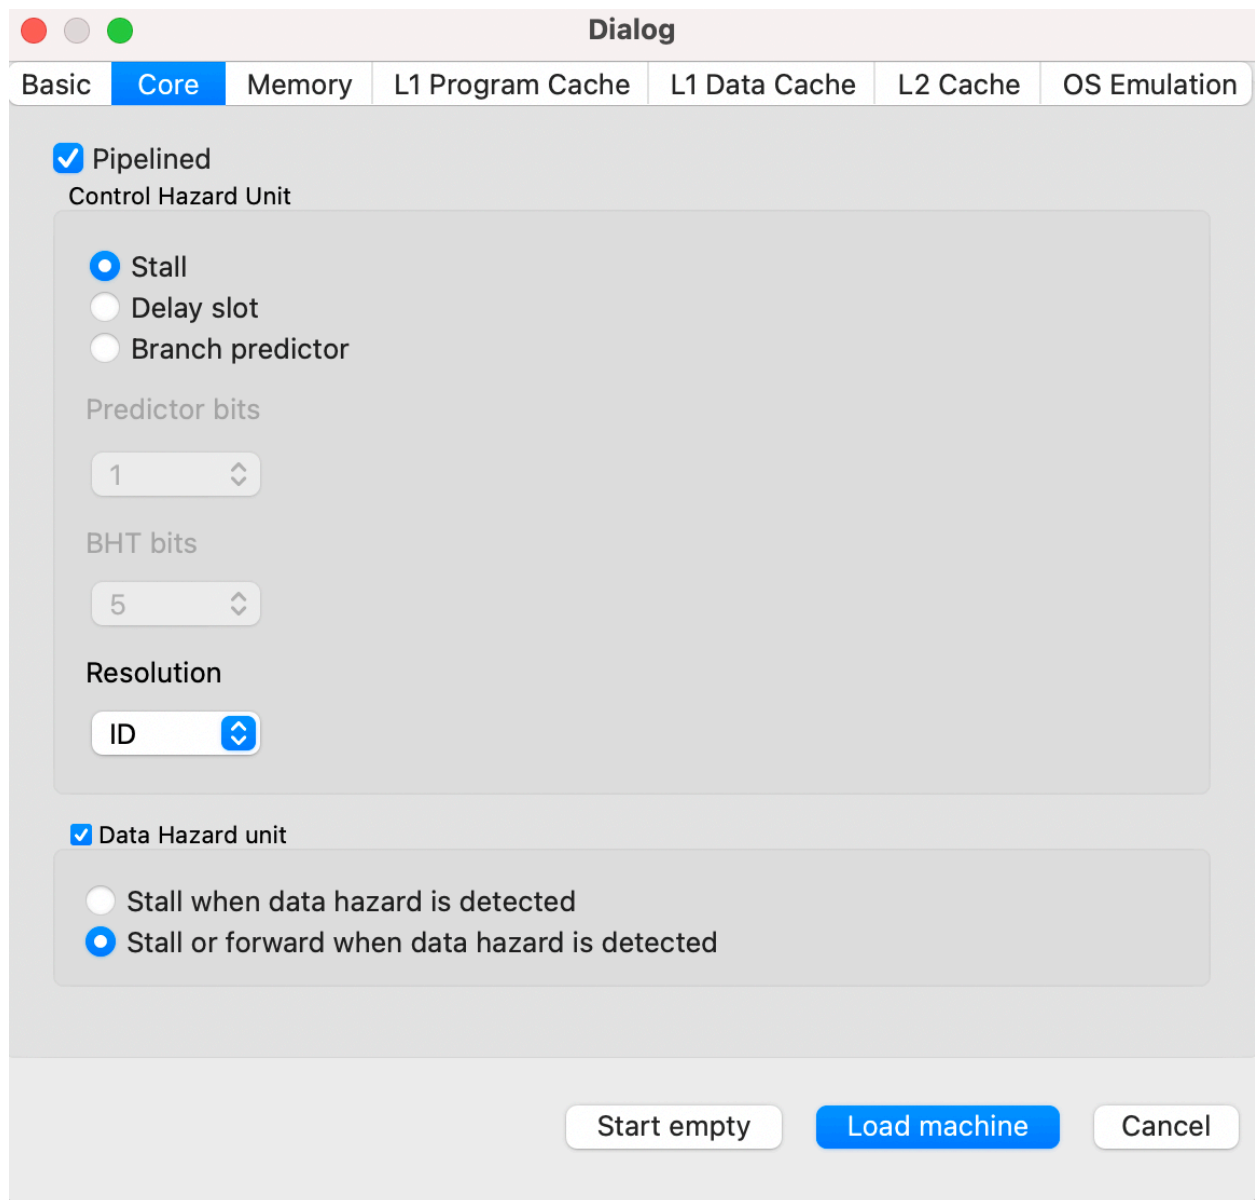 Dialog
Basic Core Memory L1 Program Cache L1 Data Cache L2 Cache OS Emulation
Pipelined
Control Hazard Unit
Stall
Delay slot
Branch predictor
Predictor bits
1
BHT bits
5
Resolution
ID
Data Hazard unit
Stall when data hazard is detected
Stall or forward when data hazard is detected
Start empty Load machine Cancel